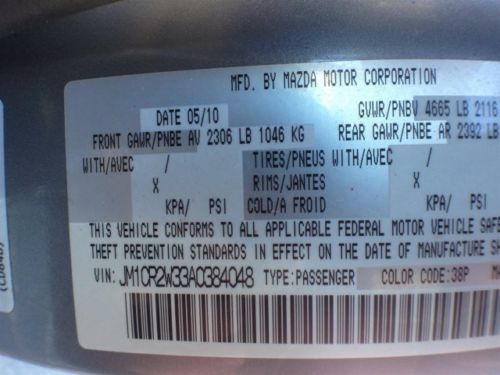 MFD. BY MAZDA MOTOR CORPORATION
DATE 05/10 GVWR/PNBV 4665 LB 2116
FRONT GAWR/PNBE AV 2306 LB 1046 KG REAR GAWR/PNBE AR 2392 LB
WITH/AVEC / TIRES/PNEUS WITH/AVEC /
X RIMS/JANTES X
KPA/ PSI COLD/A FROID KPA/ PSI
THIS VEHICLE CONFORMS TO ALL APPLICABLE FEDERAL MOTOR VEHICLE SAFE
THEFT PREVENTION STANDARDS IN EFFECT ON THE DATE OF MANUFACTURE S
VIN: JM1CR2W33A0384048 TYPE:PASSENGER COLOR CODE:38P